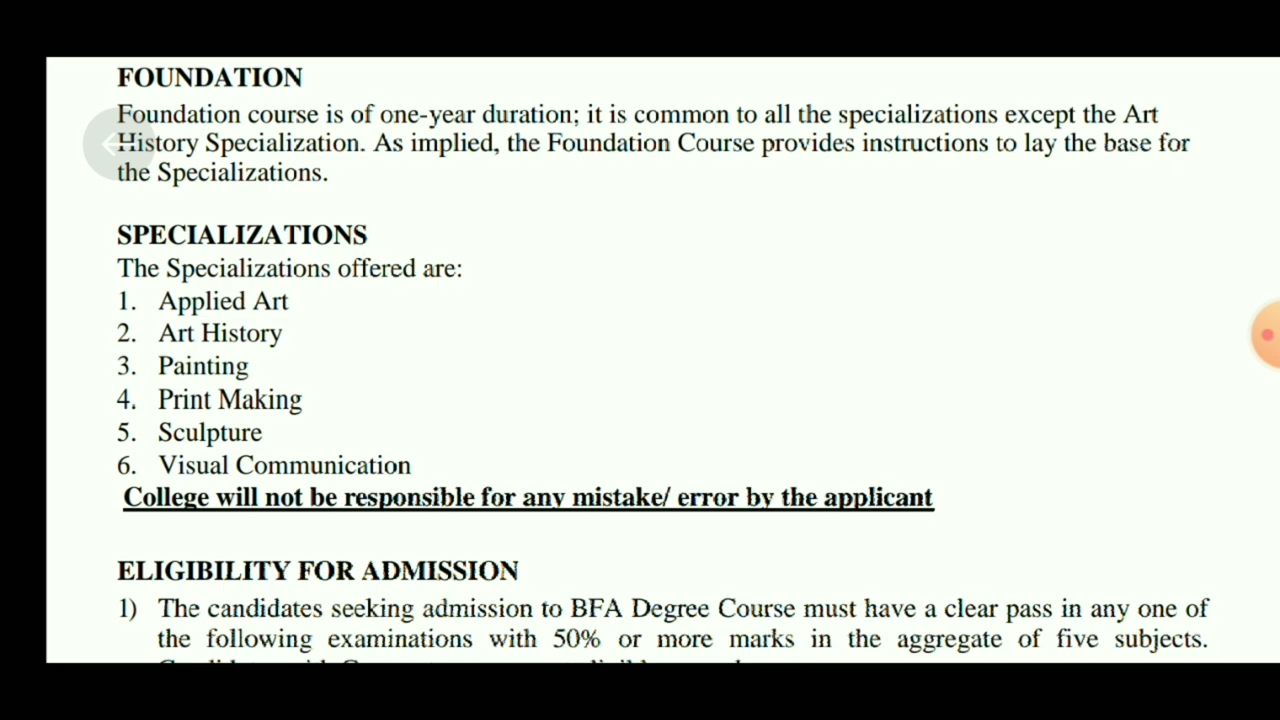 FOUNDATION
Foundation course is of one-year duration; it is common to all the specializations except the Art
History Specialization. As implied, the Foundation Course provides instructions to lay the base for
the Specializations.
SPECIALIZATIONS
The Specializations offered are:
1. Applied Art
2. Art History
3. Painting
4. Print Making
5. Sculpture
6. Visual Communication
College will not be responsible for any mistake/ error by the applicant
ELIGIBILITY FOR ADMISSION
1) The candidates seeking admission to BFA Degree Course must have a clear pass in any one of
the following examinations with 50% or more marks in the aggregate of five subjects.